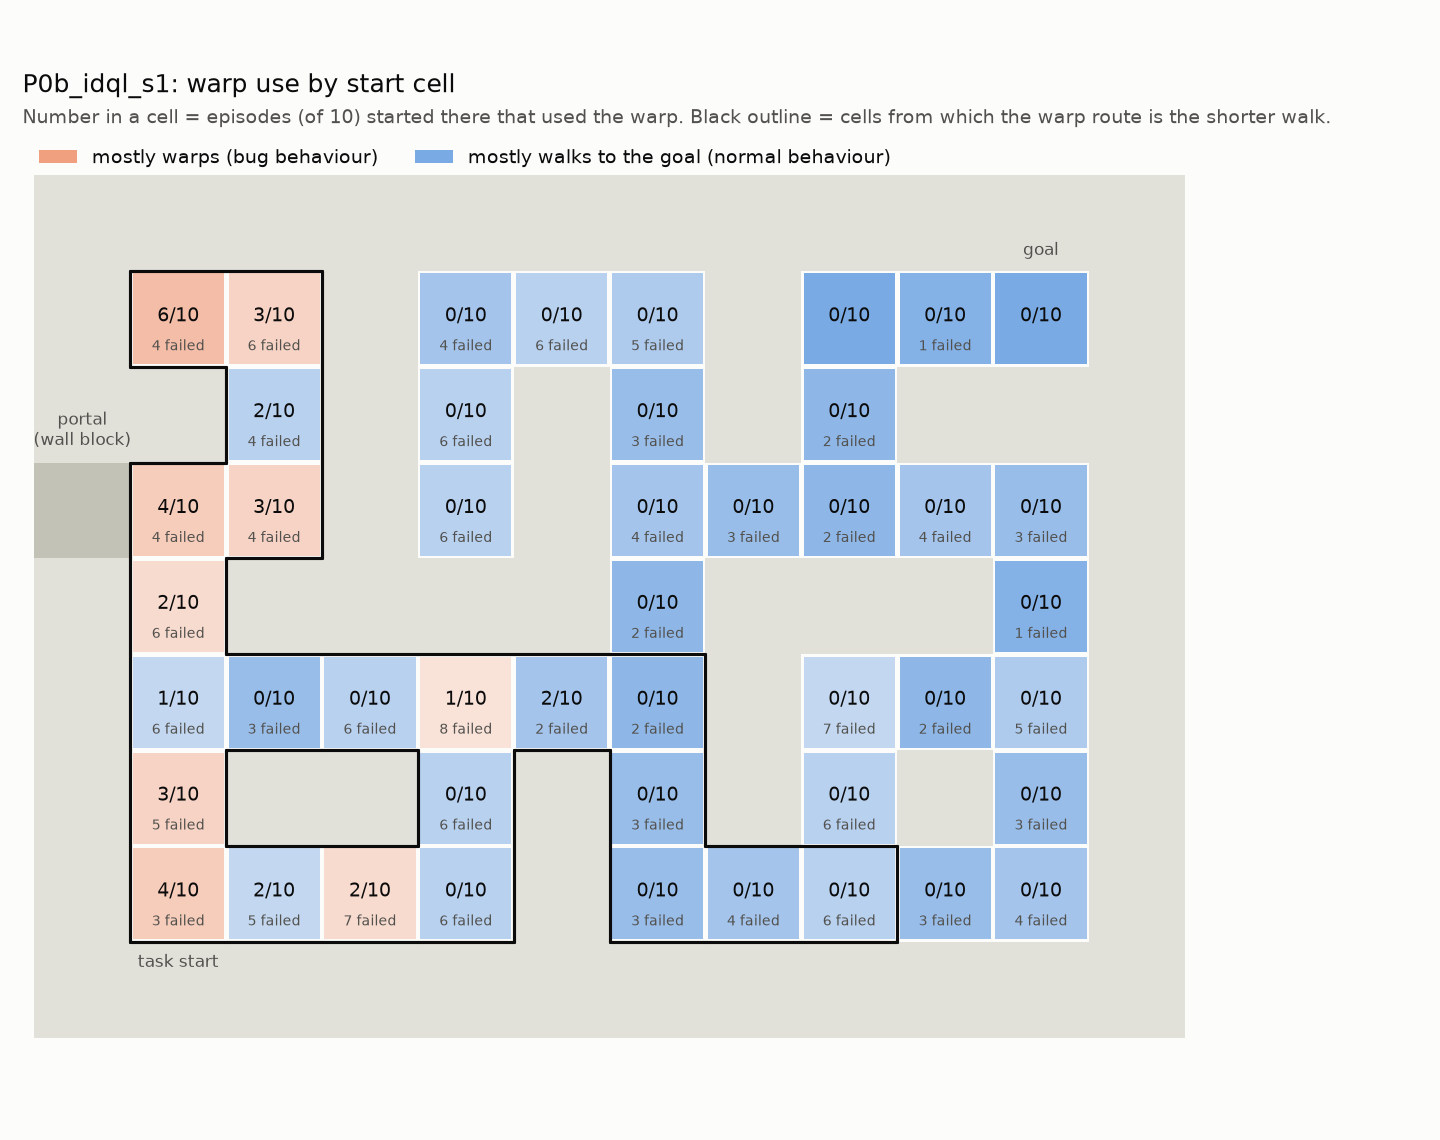 P0b_idql_s1: warp use by start cell
Number in a cell = episodes (of 10) started there that used the warp. Black outline = cells from which the warp route is the shorter walk.
mostly warps (bug behaviour) mostly walks to the goal (normal behaviour)
goal
6/10 3/10 0/10 0/10 0/10 0/10 0/10 0/10
4 failed 6 failed 4 failed 6 failed 5 failed 1 failed
portal
(wall block)
2/10 0/10 0/10 0/10
4 failed 6 failed 3 failed 2 failed
4/10 3/10 0/10 0/10 0/10 0/10 0/10 0/10
4 failed 4 failed 6 failed 4 failed 3 failed 2 failed 4 failed 3 failed
2/10 0/10 0/10
6 failed 2 failed 1 failed
1/10 0/10 0/10 1/10 2/10 0/10 0/10 0/10 0/10
6 failed 3 failed 6 failed 8 failed 2 failed 2 failed 7 failed 2 failed 5 failed
3/10 0/10 0/10 0/10 0/10
5 failed 6 failed 3 failed 6 failed 3 failed
4/10 2/10 2/10 0/10 0/10 0/10 0/10 0/10 0/10
3 failed 5 failed 7 failed 6 failed 3 failed 4 failed 6 failed 3 failed 4 failed
task start